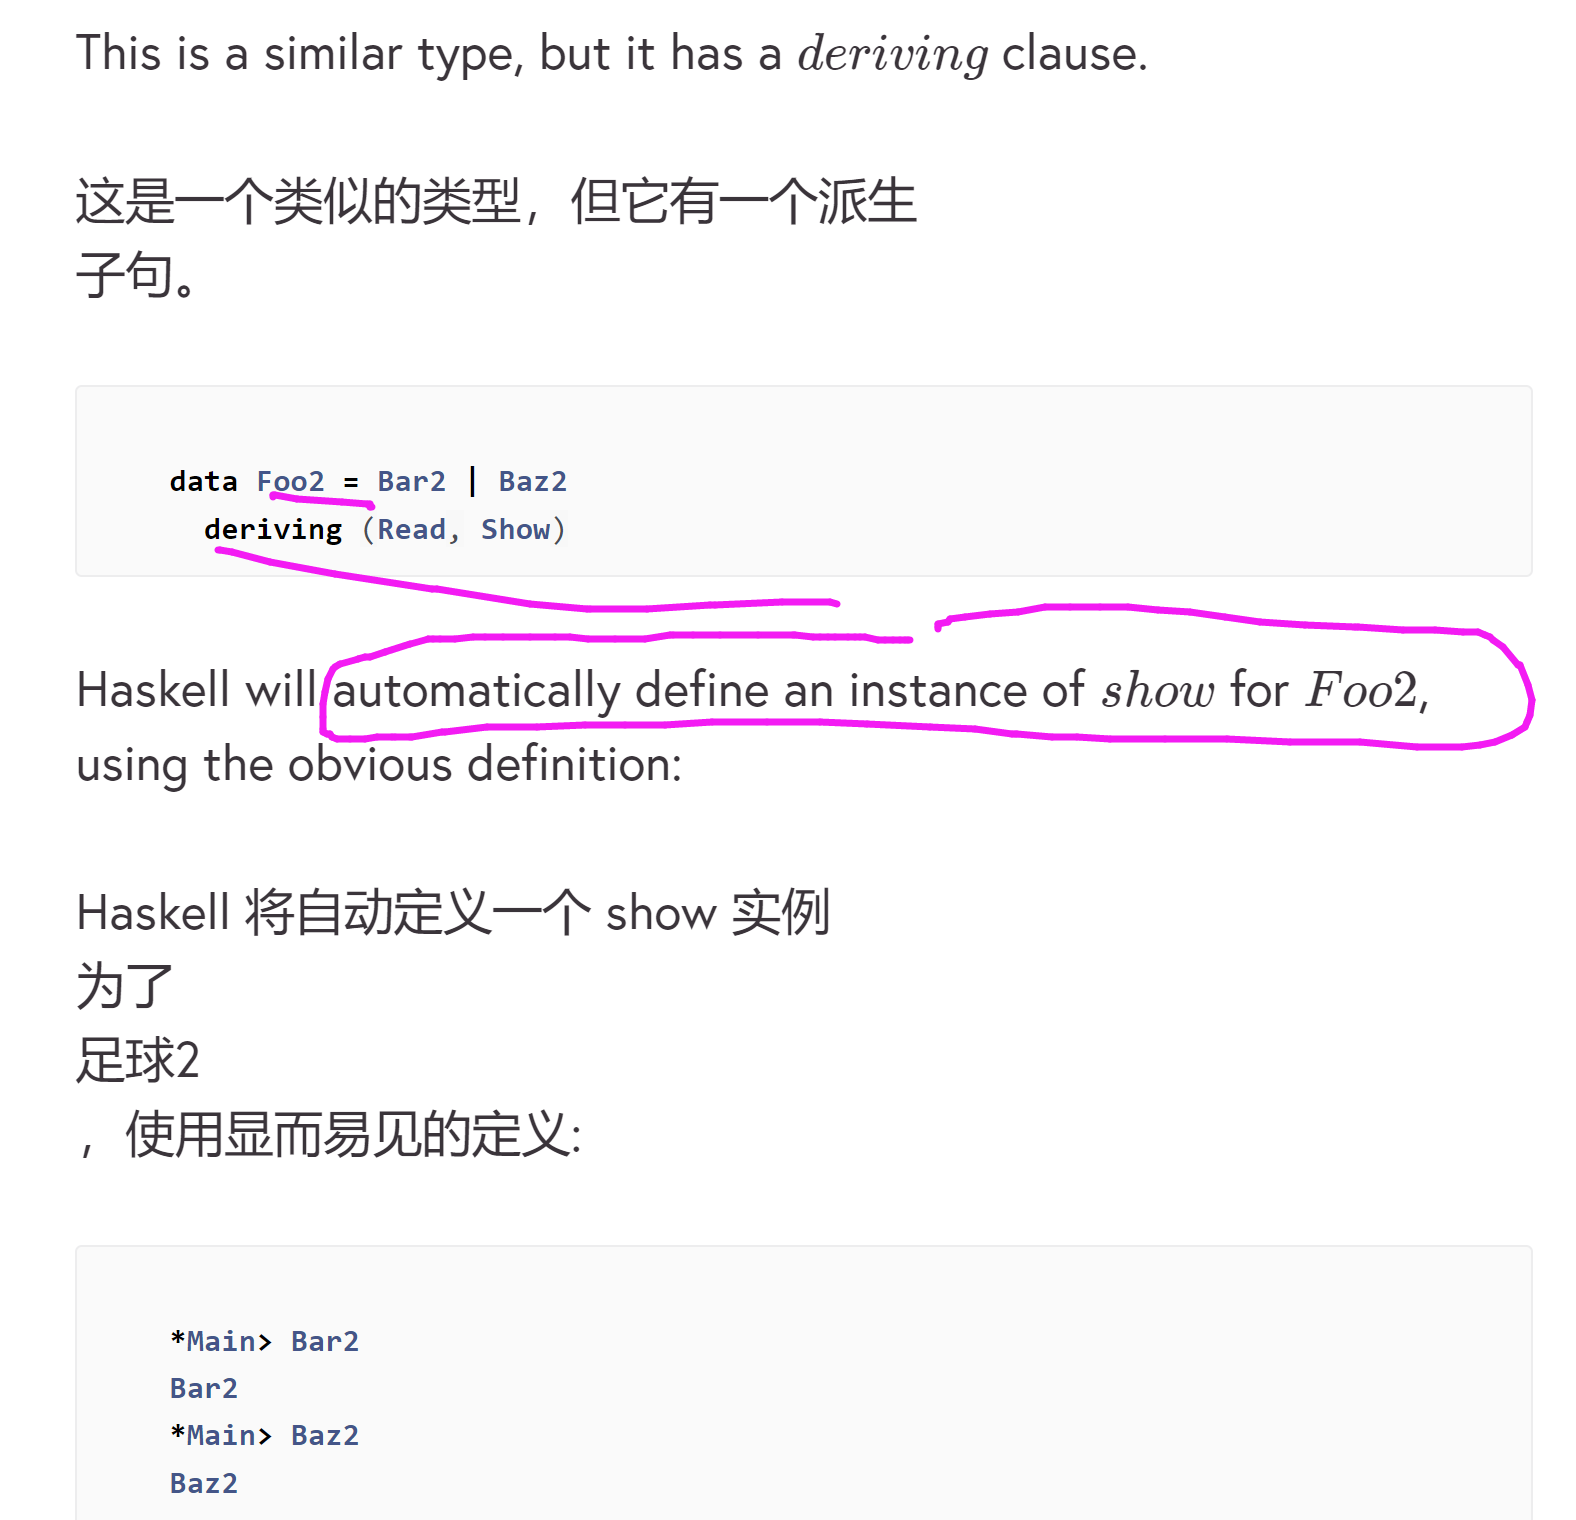 This is a similar type, but it has a deriving clause.
这是一个类似的类型，但它有一个派生
子句。
data Foo2 = Bar2 | Baz2
deriving (Read, Show)
Haskell will automatically define an instance of show for Foo2,
using the obvious definition:
Haskell 将自动定义一个 show 实例
为了
足球2
，使用显而易见的定义:
*Main> Bar2
Bar2
*Main> Baz2
Baz2